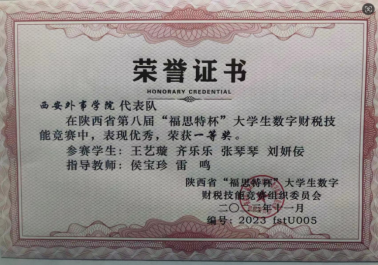 荣誉证书
HONORARY CREDENTIAL
西安外事学院 代表队
在陕西省第八届“福思特杯”大学生数字财税技
能竞赛中，表现优秀，荣获一等奖。
参赛学生：王艺璇 齐乐乐 张琴琴 刘妍佞
指导教师：侯宝珍 雷 鸣
陕西省“福思特杯”大学生数字
财税技能竞赛组织委员会
二〇二三年十一月
编号：2023 fstU005